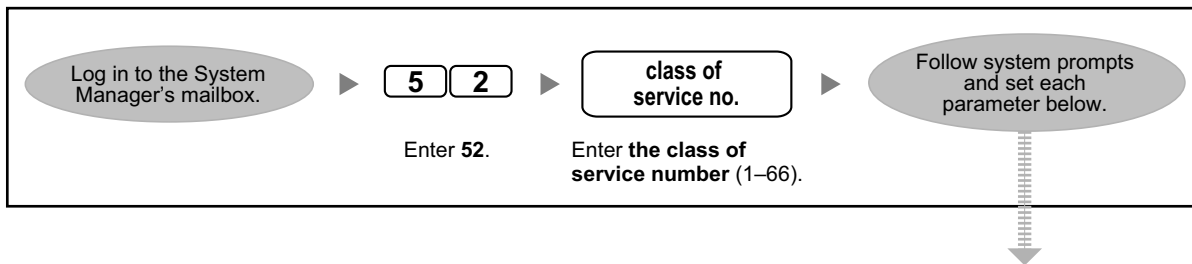 Log in to the System
Manager's mailbox.
5 2
Enter 52.
class of
service no.
Enter the class of
service number (1–66).
Follow system prompts
and set each
parameter below.